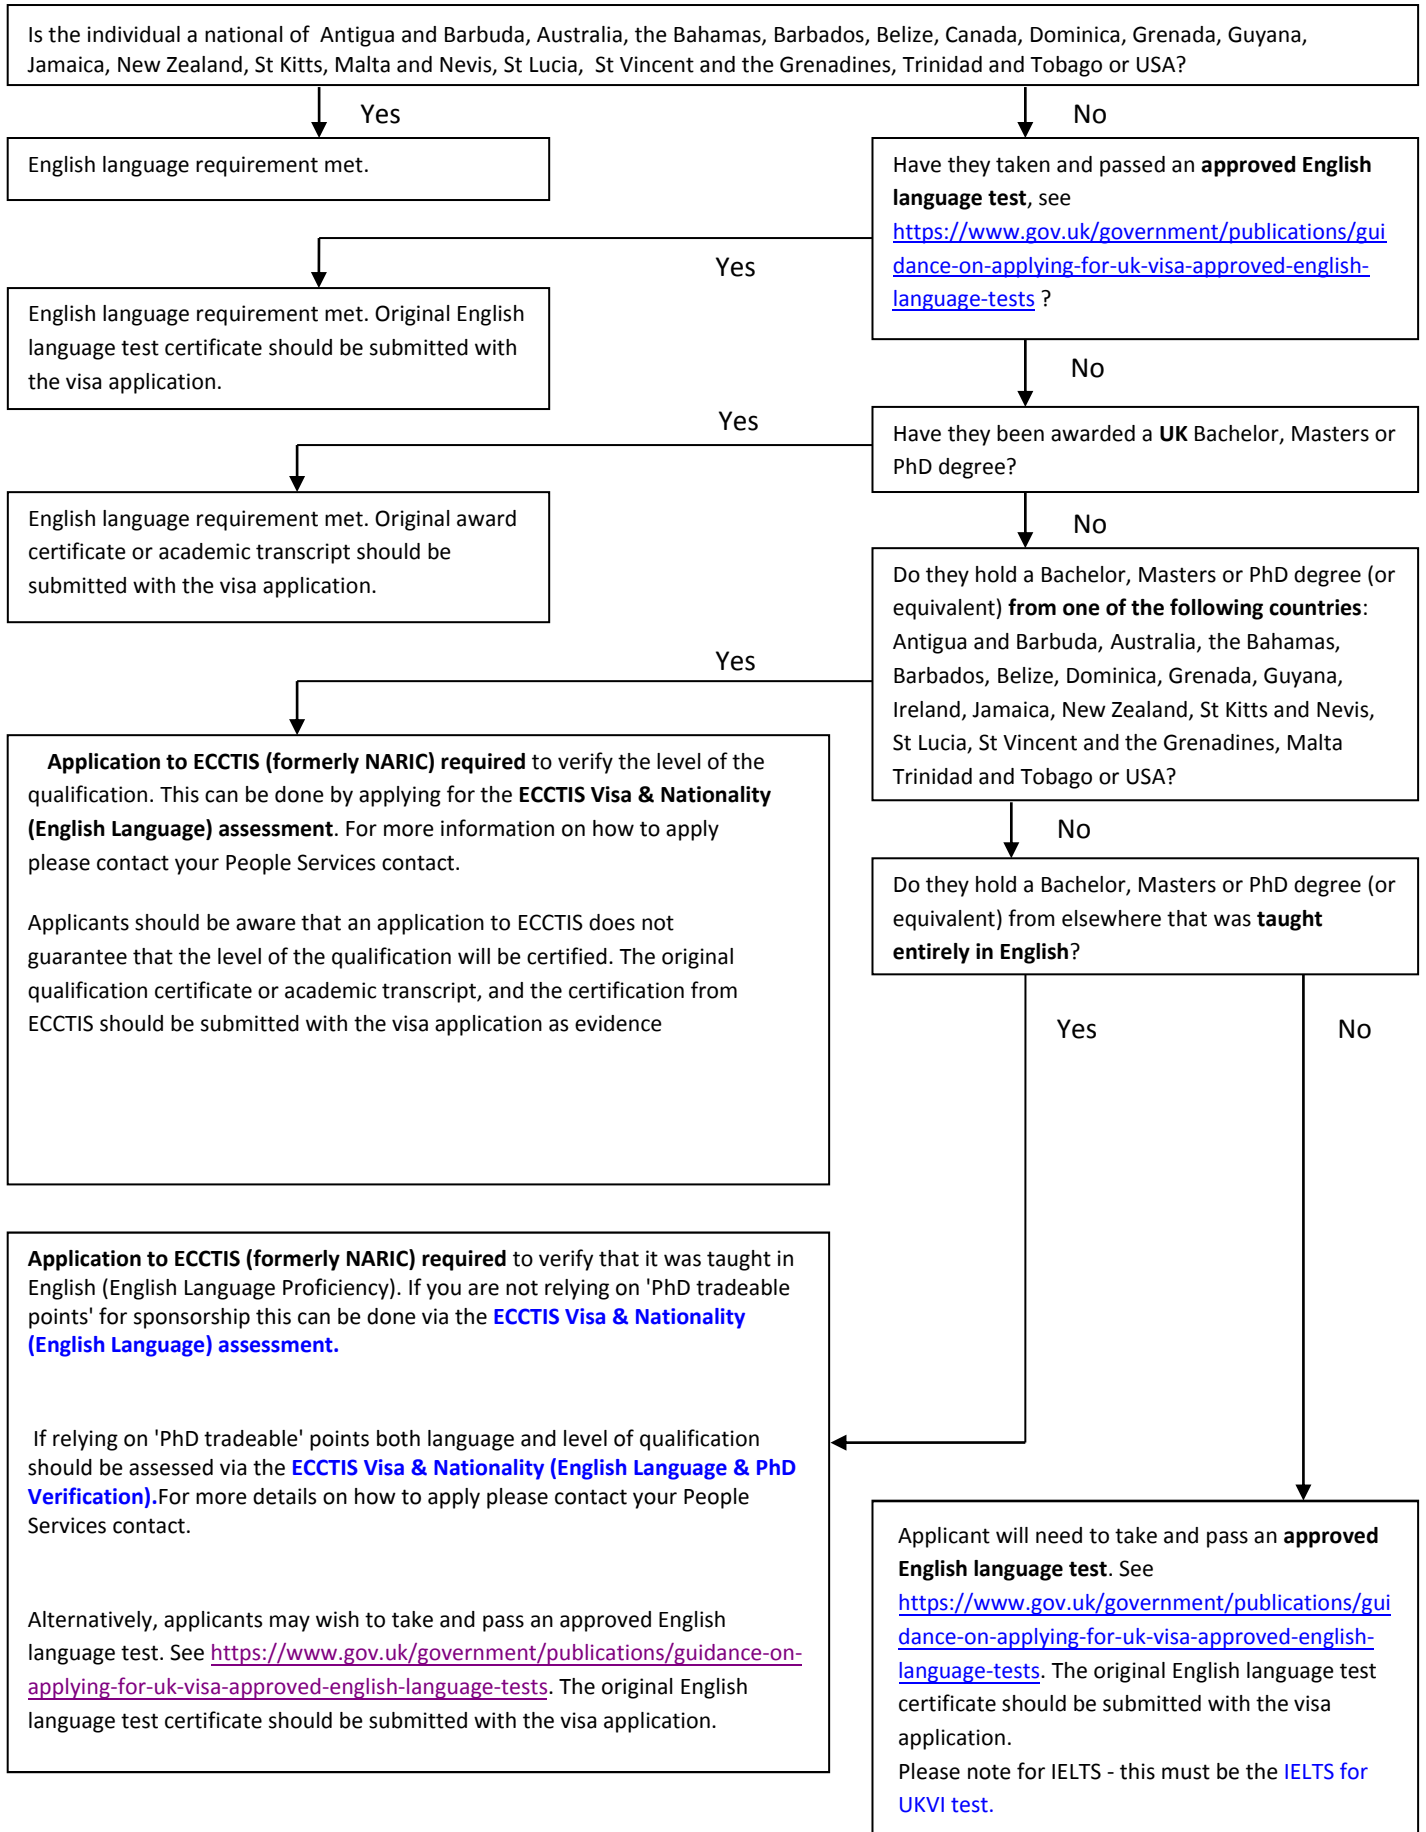 Is the individual a national of  Antigua and Barbuda, Australia, the Bahamas, Barbados, Belize, Canada, Dominica, Grenada, Guyana,
Jamaica, New Zealand, St Kitts, Malta and Nevis, St Lucia,  St Vincent and the Grenadines, Trinidad and Tobago or USA?
Yes
No
English language requirement met.
Have they taken and passed an approved English
language test, see
https://www.gov.uk/government/publications/gui
dance-on-applying-for-uk-visa-approved-english-
language-tests ?
Yes
English language requirement met. Original English
language test certificate should be submitted with
the visa application.
No
Yes
Have they been awarded a UK Bachelor, Masters or
PhD degree?
English language requirement met. Original award
certificate or academic transcript should be
submitted with the visa application.
No
Do they hold a Bachelor, Masters or PhD degree (or
equivalent) from one of the following countries:
Antigua and Barbuda, Australia, the Bahamas,
Barbados, Belize, Dominica, Grenada, Guyana,
Ireland, Jamaica, New Zealand, St Kitts and Nevis,
St Lucia, St Vincent and the Grenadines, Malta
Trinidad and Tobago or USA?
Yes
Application to ECCTIS (formerly NARIC) required to verify the level of the
qualification. This can be done by applying for the ECCTIS Visa & Nationality
(English Language) assessment. For more information on how to apply
please contact your People Services contact.
Applicants should be aware that an application to ECCTIS does not
guarantee that the level of the qualification will be certified. The original
qualification certificate or academic transcript, and the certification from
ECCTIS should be submitted with the visa application as evidence
No
Do they hold a Bachelor, Masters or PhD degree (or
equivalent) from elsewhere that was taught
entirely in English?
Yes
No
Application to ECCTIS (formerly NARIC) required to verify that it was taught in
English (English Language Proficiency). If you are not relying on 'PhD tradeable
points' for sponsorship this can be done via the ECCTIS Visa & Nationality
(English Language) assessment.
If relying on 'PhD tradeable' points both language and level of qualification
should be assessed via the ECCTIS Visa & Nationality (English Language & PhD
Verification).For more details on how to apply please contact your People
Services contact.
Alternatively, applicants may wish to take and pass an approved English
language test. See https://www.gov.uk/government/publications/guidance-on-
applying-for-uk-visa-approved-english-language-tests. The original English
language test certificate should be submitted with the visa application.
Applicant will need to take and pass an approved
English language test. See
https://www.gov.uk/government/publications/gui
dance-on-applying-for-uk-visa-approved-english-
language-tests. The original English language test
certificate should be submitted with the visa
application.
Please note for IELTS - this must be the IELTS for
UKVI test.